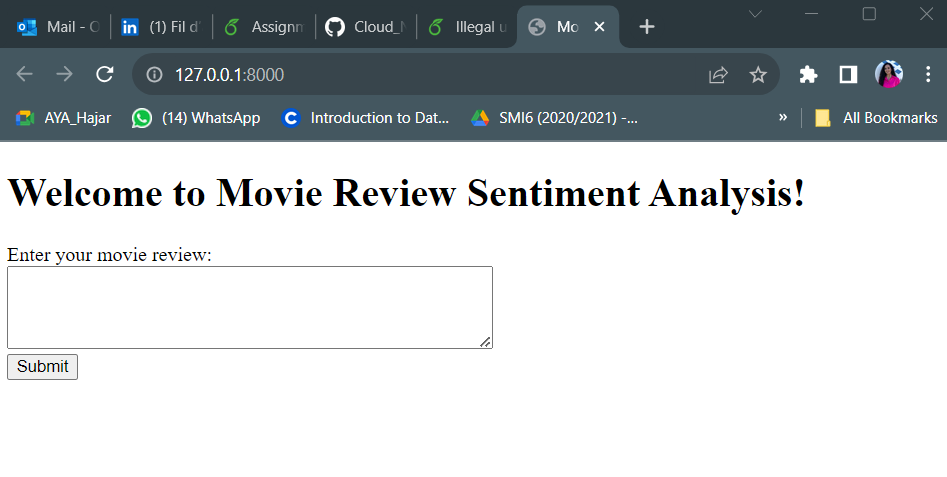 Mail - O
(1) Fil d'
Assignm
Cloud_N
Illegal u
Mo
127.0.0.1:8000
AYA_Hajar
(14) WhatsApp
Introduction to Dat...
SMI6 (2020/2021) -...
»
All Bookmarks
Welcome to Movie Review Sentiment Analysis!
Enter your movie review:
Submit